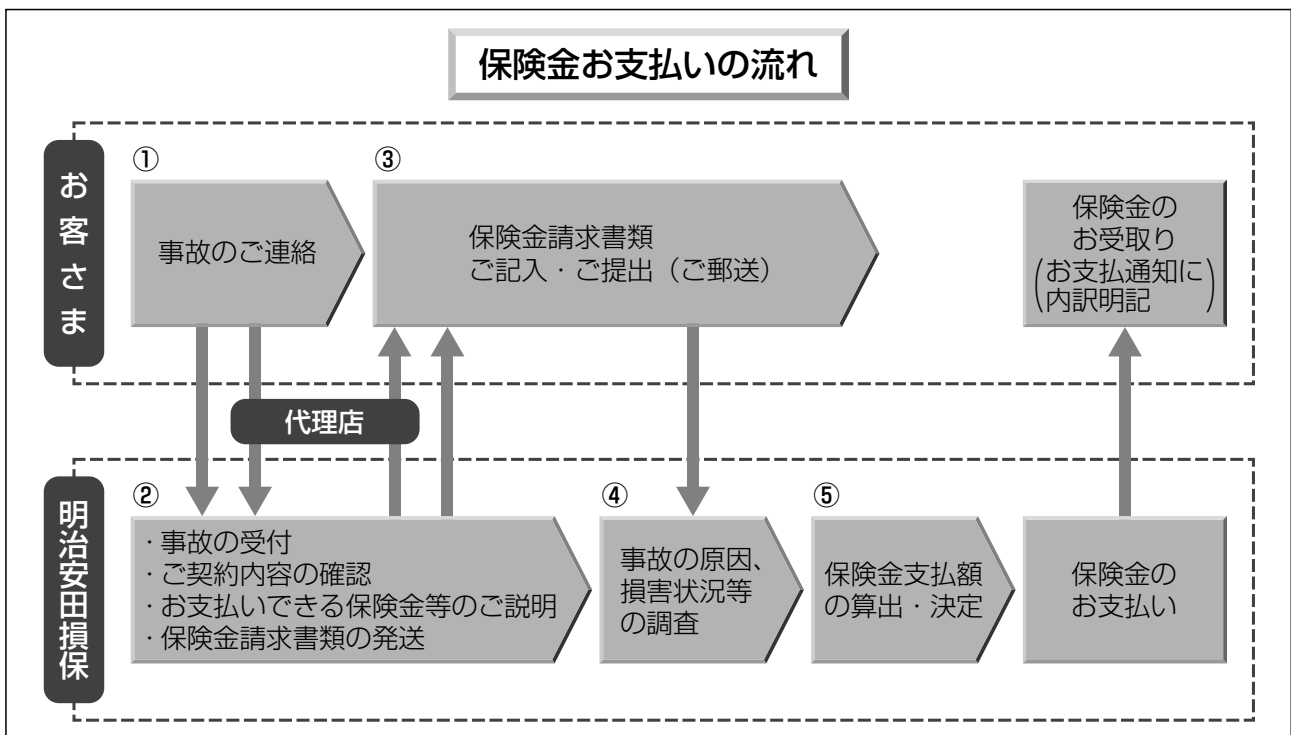 保険金お支払いの流れ
お客さま
①
事故のご連絡
③
保険金請求書類
ご記入・ご提出（ご郵送）
保険金の
お受取り
（お支払通知に
内訳明記）
代理店
明治安田損保
②
・事故の受付
・ご契約内容の確認
・お支払いできる保険金等のご説明
・保険金請求書類の発送
④
事故の原因、
損害状況等
の調査
⑤
保険金支払額
の算出・決定
保険金の
お支払い